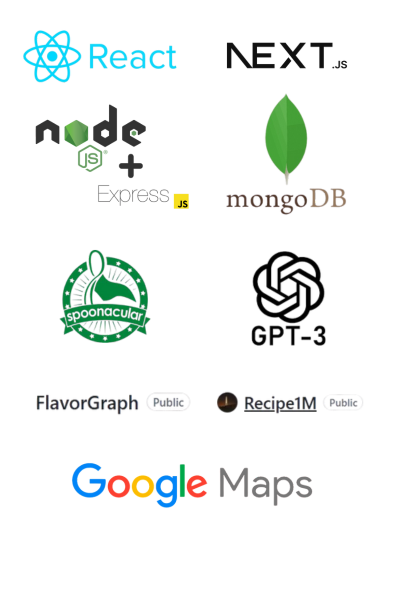 React
NEXT.JS
node
JS
+
Express JS
mongoDB
spoonacular
GPT-3
FlavorGraph Public
Recipe1M Public
Google Maps